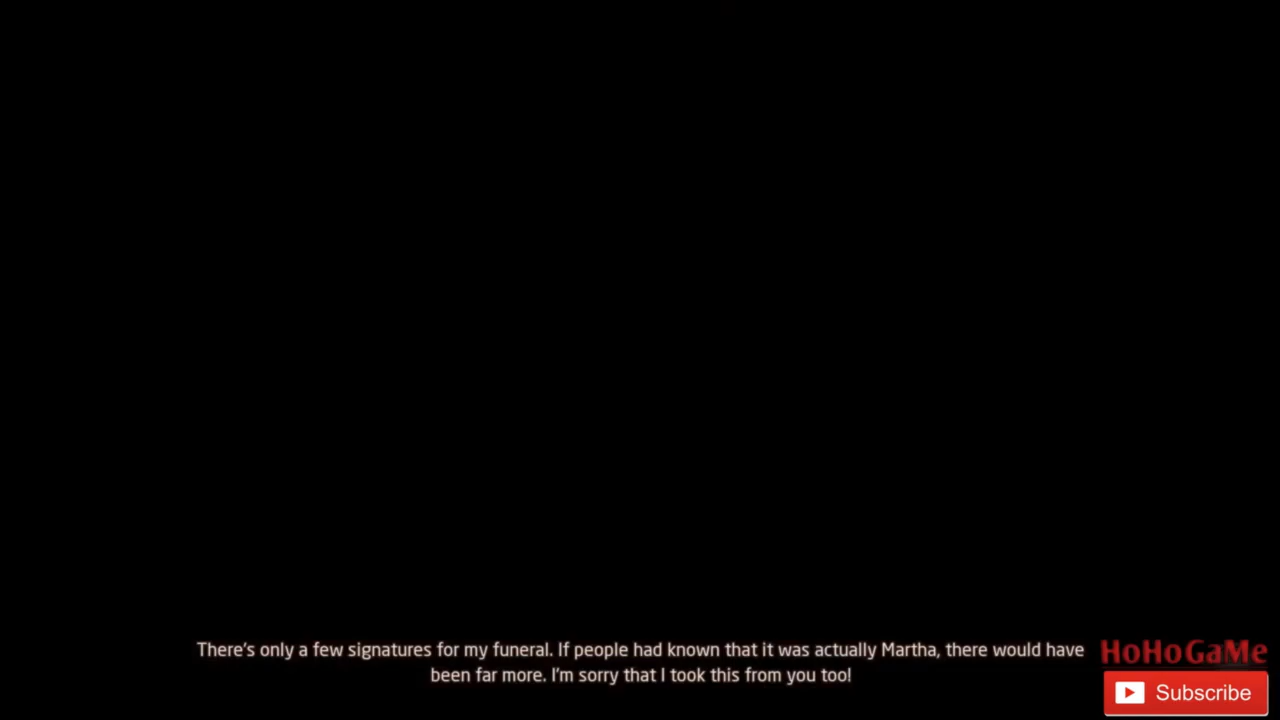 There's only a few signatures for my funeral. If people had known that it was actually Martha, there would have
been far more. I'm sorry that I took this from you too!
HoHoGaMe
Subscribe